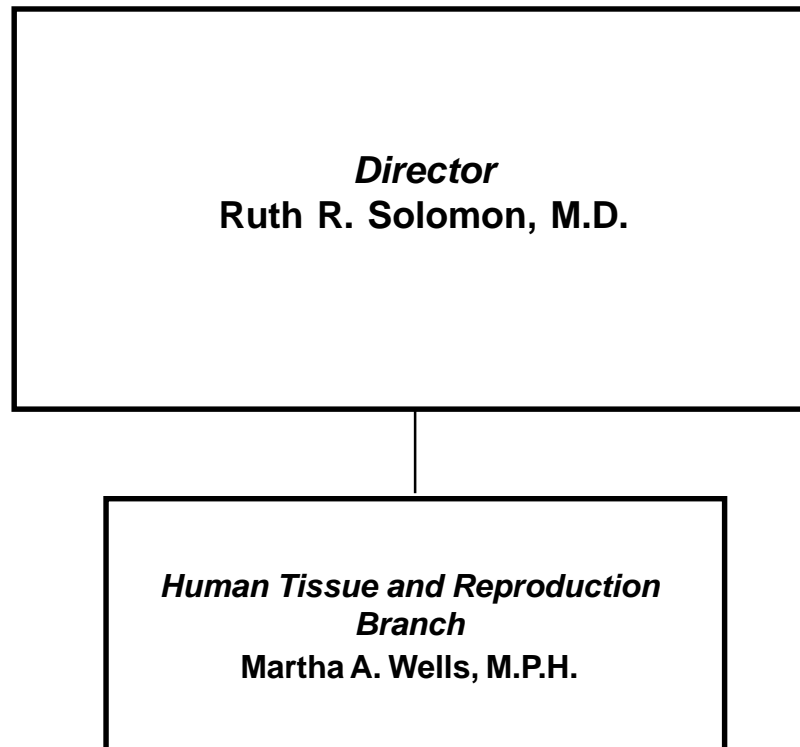 Director
Ruth R. Solomon, M.D.
Human Tissue and Reproduction
Branch
Martha A. Wells, M.P.H.